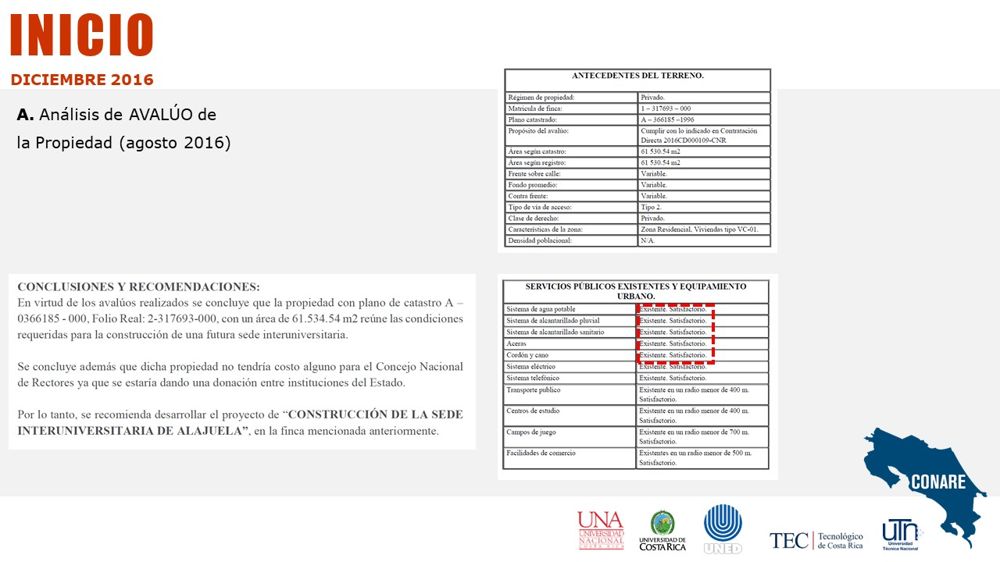 INICIO
DICIEMBRE 2016
A. Análisis de AVALÚO de
la Propiedad (agosto 2016)
ANTECEDENTES DEL TERRENO.
Régimen de propiedad: Privado.
Matricula de finca: 1 – 317693 – 000
Plano catastrado: A – 366185 –1996
Propósito del avalúo: Cumplir con lo indicado en Contratación
Directa 2016CD000109-CNR
Área según catastro: 61 530.54 m2
Área según registro: 61 530.54 m2
Frente sobre calle: Variable.
Fondo promedio: Variable.
Contra frente: Variable.
Tipo de vía de acceso: Tipo 2.
Clase de derecho: Privado.
Características de la zona: Zona Residencial, Viviendas tipo VC-01.
Densidad poblacional: N/A.
CONCLUSIONES Y RECOMENDACIONES:
En virtud de los avalúos realizados se concluye que la propiedad con plano de catastro A –
0366185 - 000, Folio Real: 2-317693-000, con un área de 61.534.54 m2 reúne las condiciones
requeridas para la construcción de una futura sede interuniversitaria.
Se concluye además que dicha propiedad no tendría costo alguno para el Concejo Nacional
de Rectores ya que se estaría dando una donación entre instituciones del Estado.
Por lo tanto, se recomienda desarrollar el proyecto de “CONSTRUCCIÓN DE LA SEDE
INTERUNIVERSITARIA DE ALAJUELA”, en la finca mencionada anteriormente.
SERVICIOS PÚBLICOS EXISTENTES Y EQUIPAMIENTO
URBANO.
Sistema de agua potable Existente. Satisfactorio.
Sistema de alcantarillado pluvial Existente. Satisfactorio.
Sistema de alcantarillado sanitario Existente. Satisfactorio.
Aceras Existente. Satisfactorio.
Cordón y cano Existente. Satisfactorio.
Sistema eléctrico Existente. Satisfactorio.
Sistema telefónico Existente. Satisfactorio.
Transporte publico Existente en un radio menor de 400 m.
Satisfactorio.
Centros de estudio Existente en un radio menor de 400 m.
Satisfactorio.
Campos de juego Existente en un radio menor de 700 m.
Satisfactorio.
Facilidades de comercio Existentes en un radio menor de 500 m.
Satisfactorio.
CONARE
UNA
UNIVERSIDAD
NACIONAL
COSTA RICA
UNIVERSIDAD DE
COSTA RICA
UNED
TEC Tecnológico
de Costa Rica
UTN
Universidad
Técnica Nacional